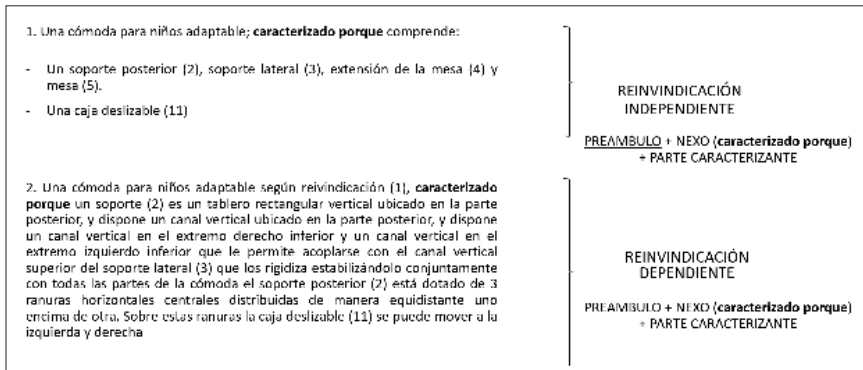 1. Una cómoda para niños adaptable; caracterizado porque comprende:
- Un soporte posterior (2), soporte lateral (3), extensión de la mesa (4) y
mesa (5).
- Una caja deslizable (11)
REINVINDICACIÓN
INDEPENDIENTE
PREAMBULO + NEXO (caracterizado porque)
+ PARTE CARACTERIZANTE
2. Una cómoda para niños adaptable según reivindicación (1), caracterizado
porque un soporte (2) es un tablero rectangular vertical ubicado en la parte
posterior, y dispone un canal vertical ubicado en la parte posterior, y dispone
un canal vertical en el extremo derecho inferior y un canal vertical en el
extremo izquierdo inferior que le permite acoplarse con el canal vertical
superior del soporte lateral (3) que los rigidiza estabilizándolo conjuntamente
con todas las partes de la cómoda el soporte posterior (2) está dotado de 3
ranuras horizontales centrales distribuidas de manera equidistante uno
encima de otra. Sobre estas ranuras la caja deslizable (11) se puede mover a la
izquierda y derecha
REINVINDICACIÓN
DEPENDIENTE
PREAMBULO + NEXO (caracterizado porque)
+ PARTE CARACTERIZANTE